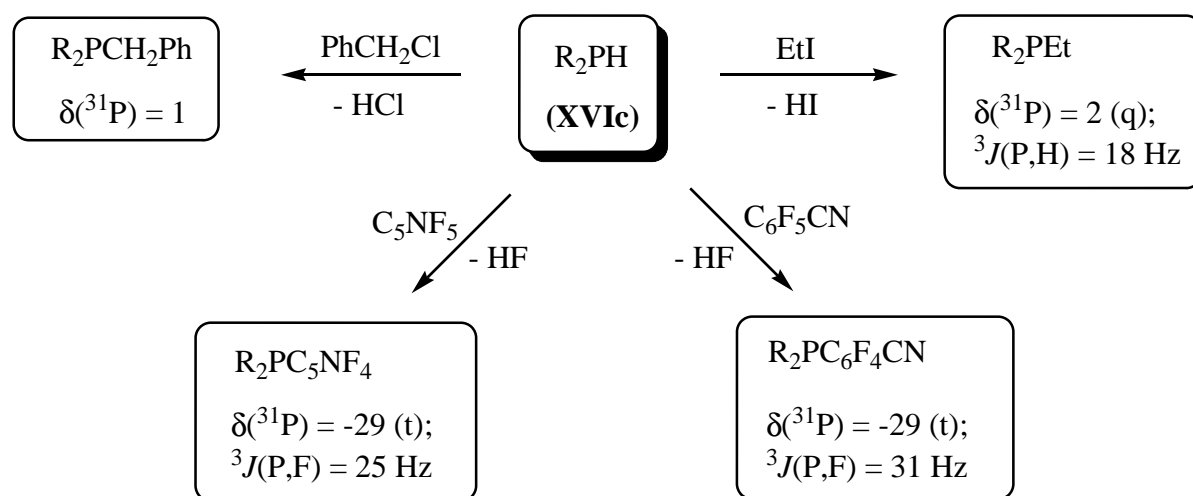 R₂PCH₂Ph
δ(³¹P) = 1
PhCH₂Cl
- HCl
R₂PH
(XVIc)
EtI
- HI
R₂PEt
δ(³¹P) = 2 (q);
³J(P,H) = 18 Hz
C₅NF₅
- HF
C₆F₅CN
- HF
R₂PC₅NF₄
δ(³¹P) = -29 (t);
³J(P,F) = 25 Hz
R₂PC₆F₄CN
δ(³¹P) = -29 (t);
³J(P,F) = 31 Hz